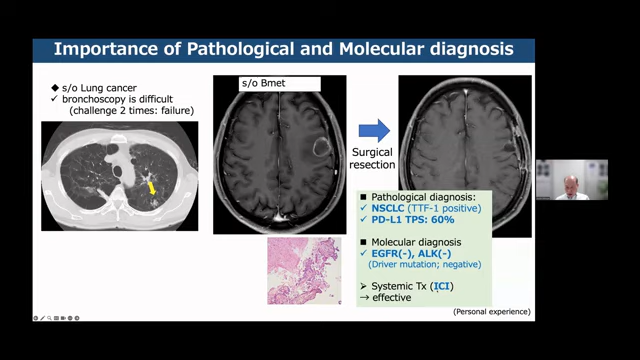 Importance of Pathological and Molecular diagnosis
◆ s/o Lung cancer
✓ bronchoscopy is difficult
(challenge 2 times: failure)
s/o Bmet
Surgical
resection
■ Pathological diagnosis:
✓ NSCLC (TTF-1 positive)
✓ PD-L1 TPS: 60%
■ Molecular diagnosis
✓ EGFR(-), ALK(-)
(Driver mutation; negative)
➢ Systemic Tx (ICI)
→ effective
(Personal experience)